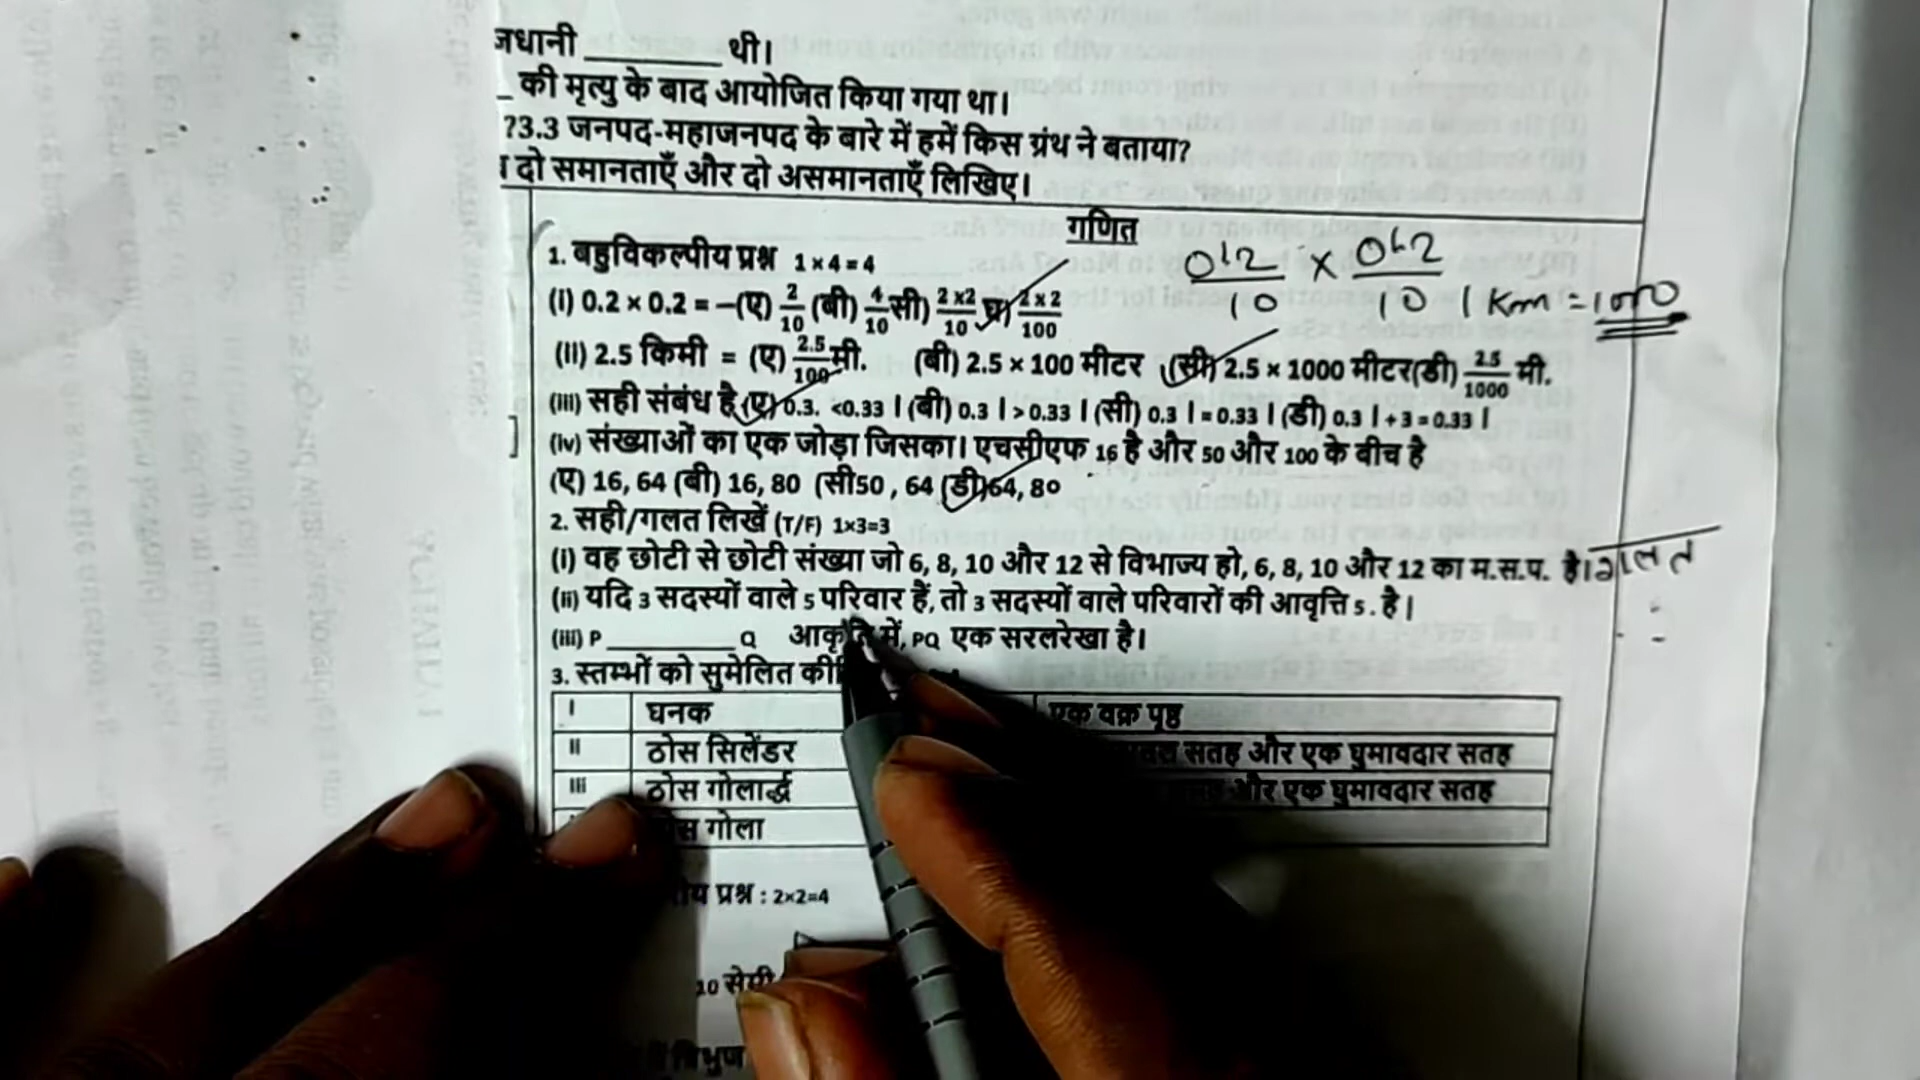 जधानी ________ थी।
_ की मृत्यु के बाद आयोजित किया गया था।
?3.3 जनपद-महाजनपद के बारे में हमें किस ग्रंथ ने बताया?
दो समानताएँ और दो असमानताएँ लिखिए।
गणित
1. बहुविकल्पीय प्रश्न 1×4=4
012/10 × 062/10
1 Km = 1000
(i) 0.2 × 0.2 = –(ए) 2/10 (बी) 4/10 सी) 2×2/10 2×2/100
(ii) 2.5 किमी = (ए) 2.5/100 मी. (बी) 2.5 × 100 मीटर (सी) 2.5 × 1000 मीटर(डी) 25/1000 मी.
(iii) सही संबंध है (ए) 0.3. <0.33 I (बी) 0.3 I > 0.33 I (सी) 0.3 I = 0.33 I (डी) 0.3 I + 3 = 0.33 I
(iv) संख्याओं का एक जोड़ा जिसका। एचसीएफ 16 है और 50 और 100 के बीच है
(ए) 16, 64 (बी) 16, 80 (सी50 , 64 (डी)64, 80
2. सही/गलत लिखें (T/F) 1×3=3
(i) वह छोटी से छोटी संख्या जो 6, 8, 10 और 12 से विभाज्य हो, 6, 8, 10 और 12 का म.स.प. है। गलत
(ii) यदि 3 सदस्यों वाले 5 परिवार हैं, तो 3 सदस्यों वाले परिवारों की आवृत्ति 5 . है |
(iii) P ________ Q आकृति में, PQ एक सरलरेखा है।
3. स्तम्भों को सुमेलित
I घनक एक वक्र पृष्ठ
II ठोस सिलेंडर सतह और एक घुमावदार सतह
III ठोस गोलार्द्ध और एक घुमावदार सतह
गोला
प्रश्न : 2×2=4
10 सेमी